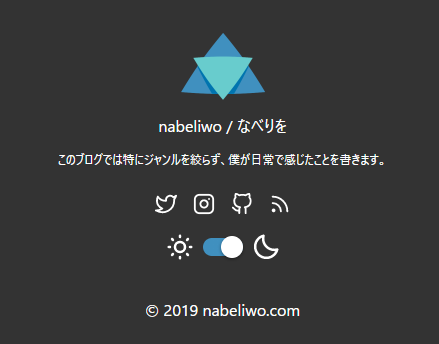 nabeliwo / なべりを
このブログでは特にジャンルを絞らず、僕が日常で感じたことを書きます。
© 2019 nabeliwo.com